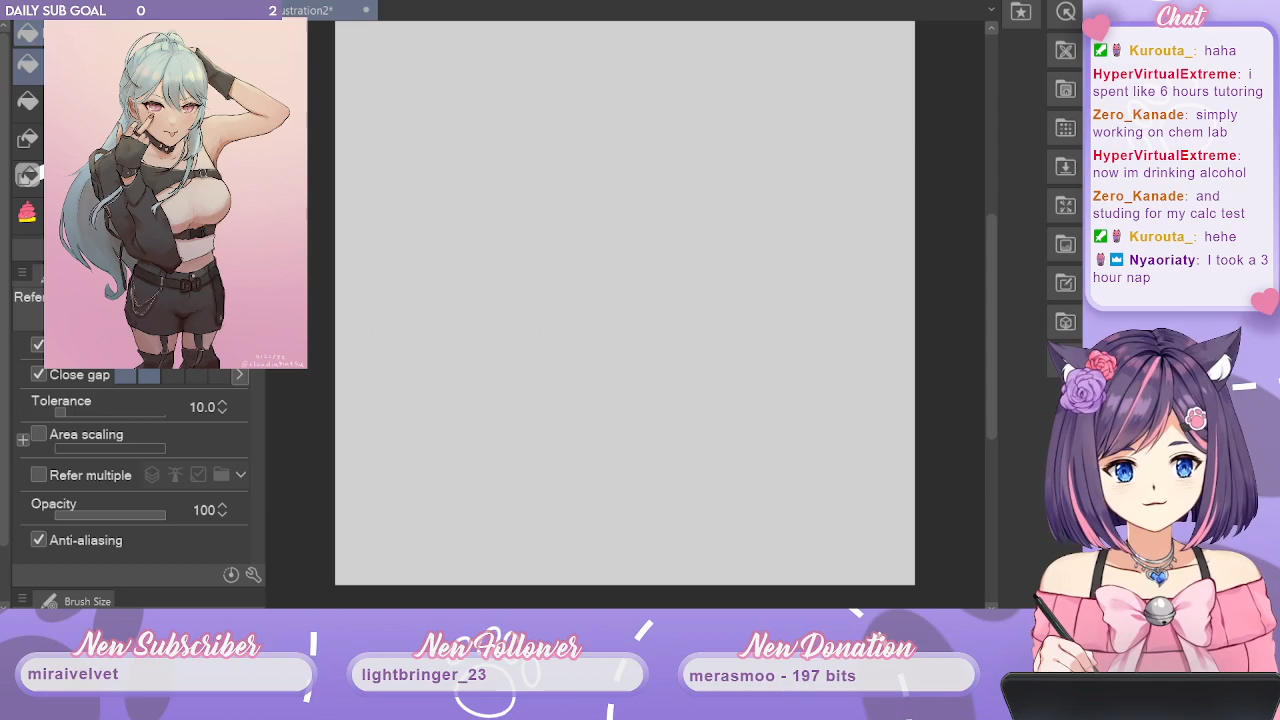 DAILY SUB GOAL 0 2
ustration2*
Chat
Kurouta_: haha
HyperVirtualExtreme: i
spent like 6 hours tutoring
Zero_Kanade: simply
working on chem lab
HyperVirtualExtreme:
now im drinking alcohol
Zero_Kanade: and
studing for my calc test
Kurouta_: hehe
Nyaoriaty: I took a 3
hour nap
Refer
Close gap
Tolerance
10.0
Area scaling
Refer multiple
Opacity
100
Anti-aliasing
Brush Size
New Subscriber
miraivelvet
New Follower
lightbringer_23
New Donation
merasmoo - 197 bits